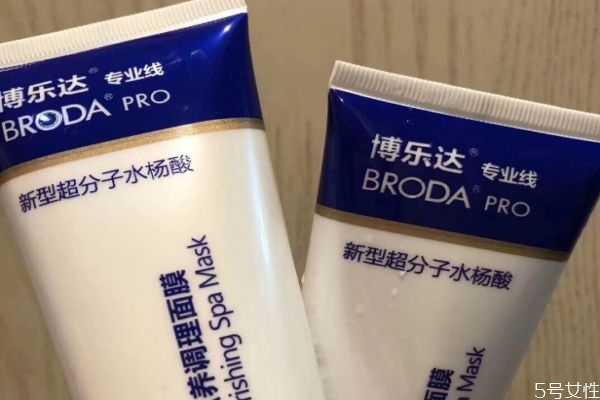 博乐达® 专业线
BRODA® PRO
新型超分子水杨酸
养调理面膜
rishing Spa Mask
博乐达® 专业线
BRODA® PRO
新型超分子水杨酸
面膜
Mask
5号女性